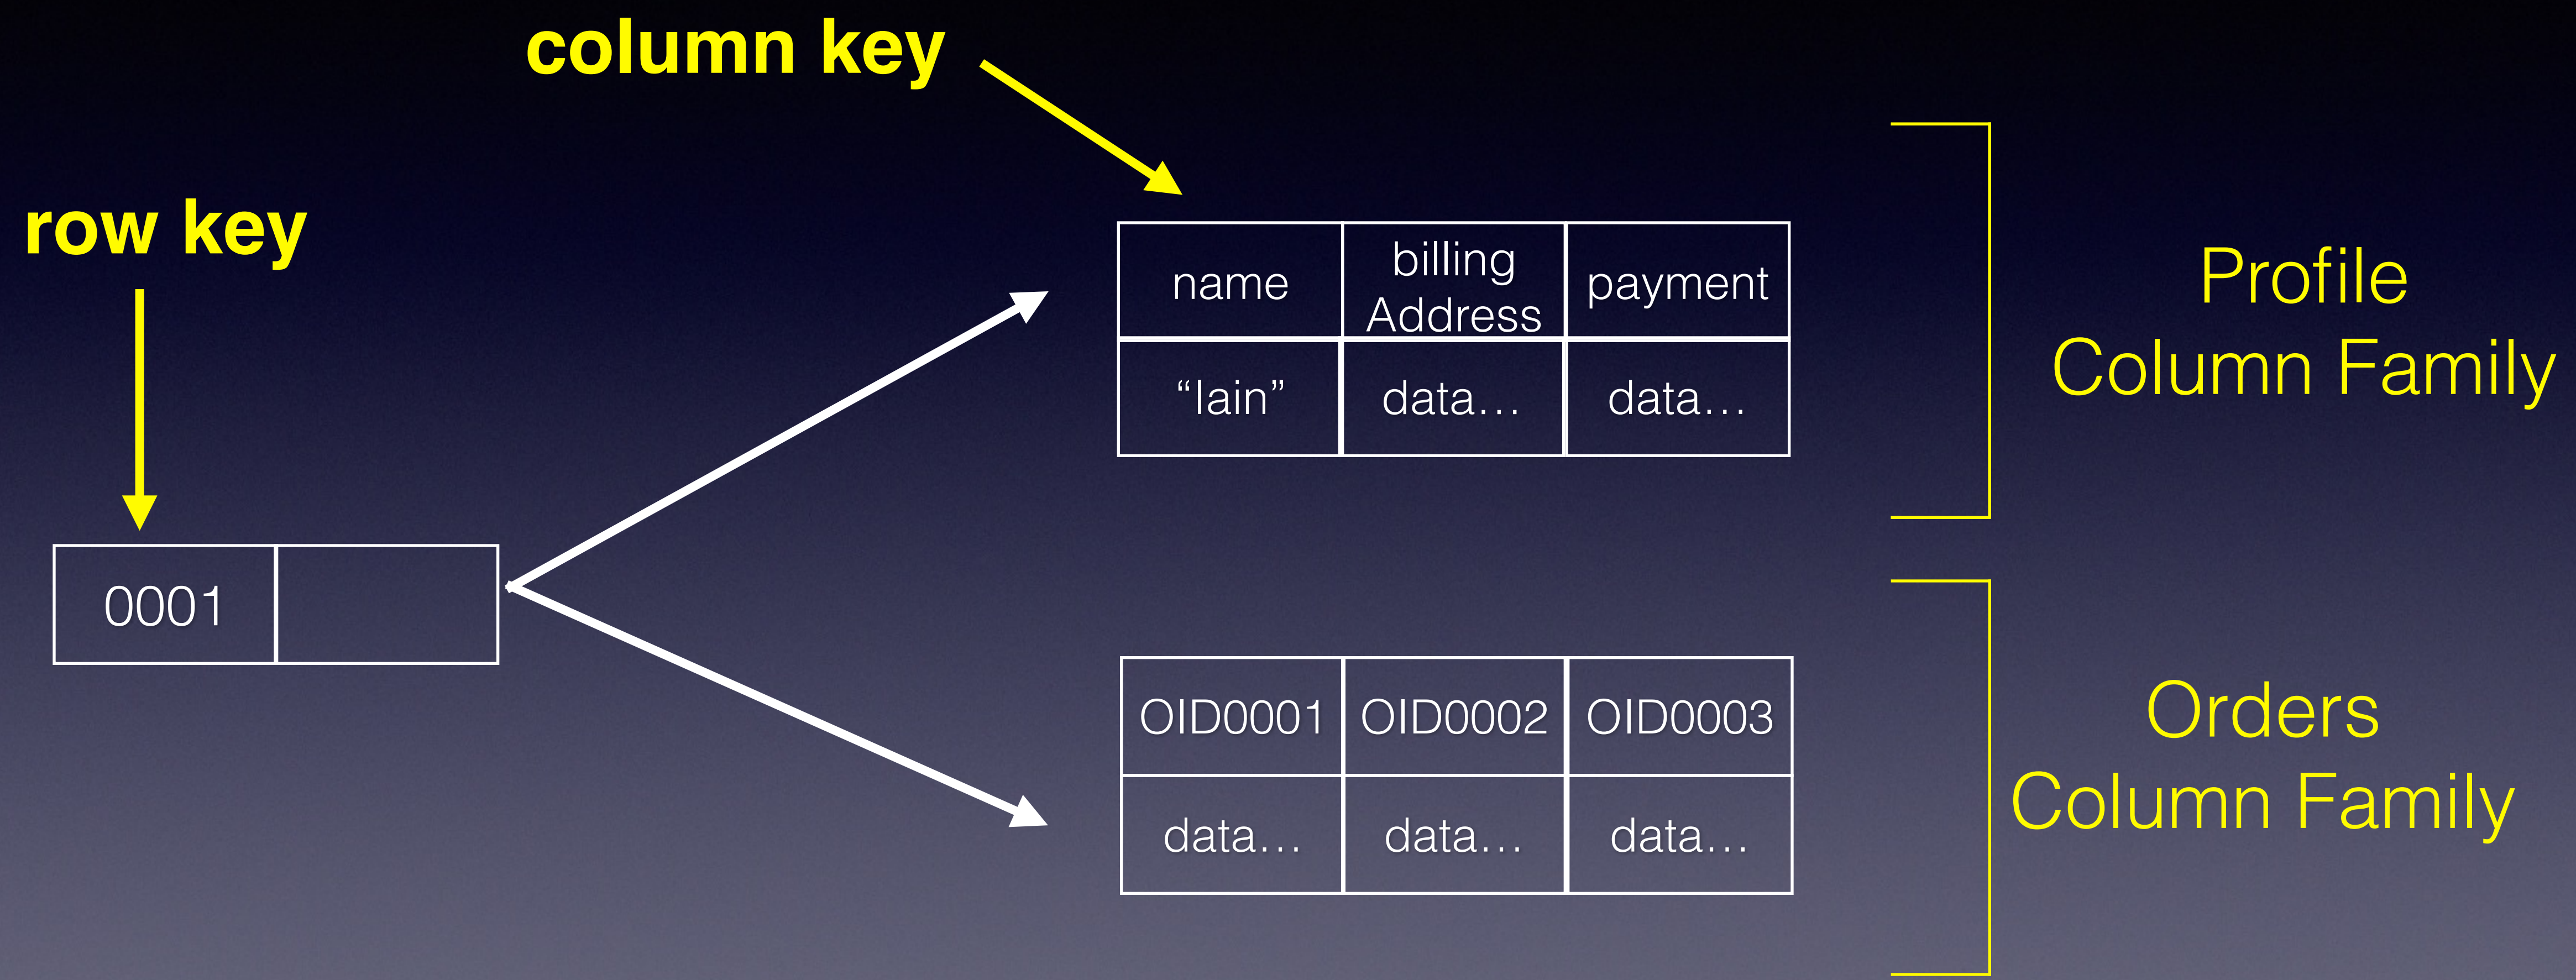 column key
row key
name
billing
Address
payment
“Iain”
data…
data…
Profile
Column Family
0001
OID0001
OID0002
OID0003
data…
data…
data…
Orders
Column Family